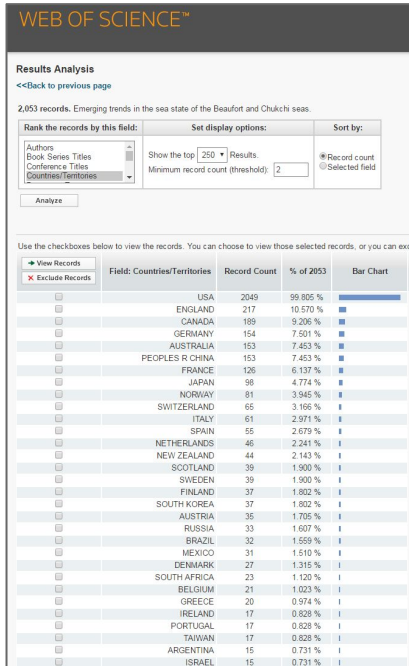 WEB OF SCIENCE™
Results Analysis
<<Back to previous page
2,053 records. Emerging trends in the sea state of the Beaufort and Chukchi seas.
Rank the records by this field: Set display options: Sort by:
Authors
Book Series Titles
Conference Titles
Countries/Territories
Show the top 250 Results.
Minimum record count (threshold): 2
Record count
Selected field
Analyze
Use the checkboxes below to view the records. You can choose to view those selected records, or you can exc
View Records
Exclude Records
Field: Countries/Territories Record Count % of 2053 Bar Chart
USA 2049 99.805 %
ENGLAND 217 10.570 %
CANADA 189 9.206 %
GERMANY 154 7.501 %
AUSTRALIA 153 7.453 %
PEOPLES R CHINA 153 7.453 %
FRANCE 126 6.137 %
JAPAN 98 4.774 %
NORWAY 81 3.945 %
SWITZERLAND 65 3.166 %
ITALY 61 2.971 %
SPAIN 55 2.679 %
NETHERLANDS 46 2.241 %
NEW ZEALAND 44 2.143 %
SCOTLAND 39 1.900 %
SWEDEN 39 1.900 %
FINLAND 37 1.802 %
SOUTH KOREA 37 1.802 %
AUSTRIA 35 1.705 %
RUSSIA 33 1.607 %
BRAZIL 32 1.559 %
MEXICO 31 1.510 %
DENMARK 27 1.315 %
SOUTH AFRICA 23 1.120 %
BELGIUM 21 1.023 %
GREECE 20 0.974 %
IRELAND 17 0.828 %
PORTUGAL 17 0.828 %
TAIWAN 17 0.828 %
ARGENTINA 15 0.731 %
ISRAEL 15 0.731 %